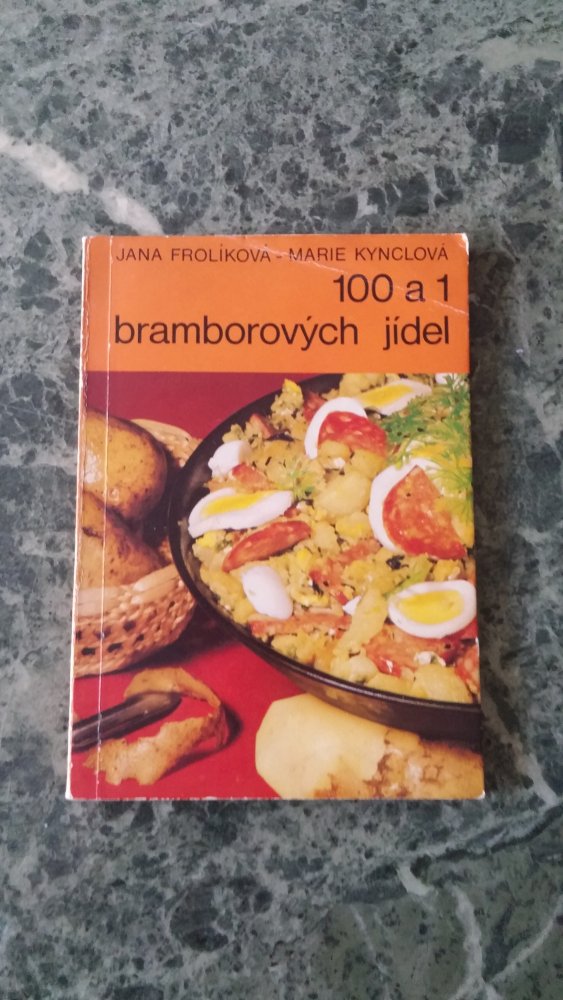 JANA FROLÍKOVÁ - MARIE KYNCLOVÁ
100 a 1
bramborových jídel